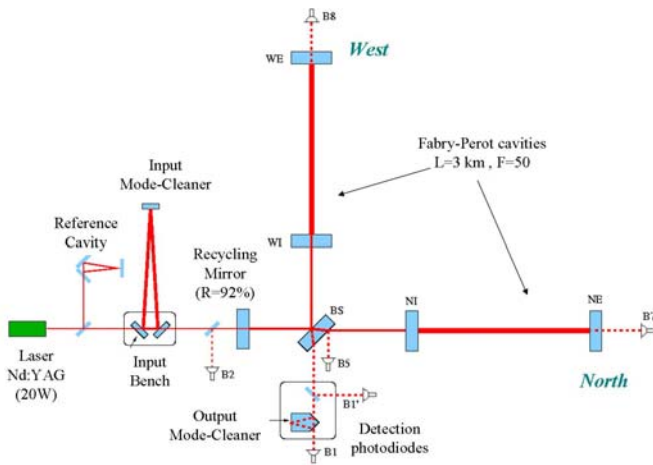 B8
West
WE
Fabry-Perot cavities
L=3 km , F=50
Input
Mode-Cleaner
Reference
Cavity
WI
Recycling
Mirror
(R=92%)
BS
NI
NE
B7
Laser
Nd:YAG
(20W)
Input
Bench
B2
B5
North
B1'
Output
Mode-Cleaner
Detection
photodiodes
B1